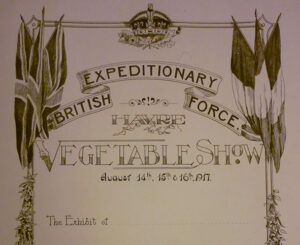 EXPEDITIONARY
BRITISH FORCE.
HAVRE
VEGETABLE SHOW
August 14th, 15th & 16th, 1917.
The Exhibit of